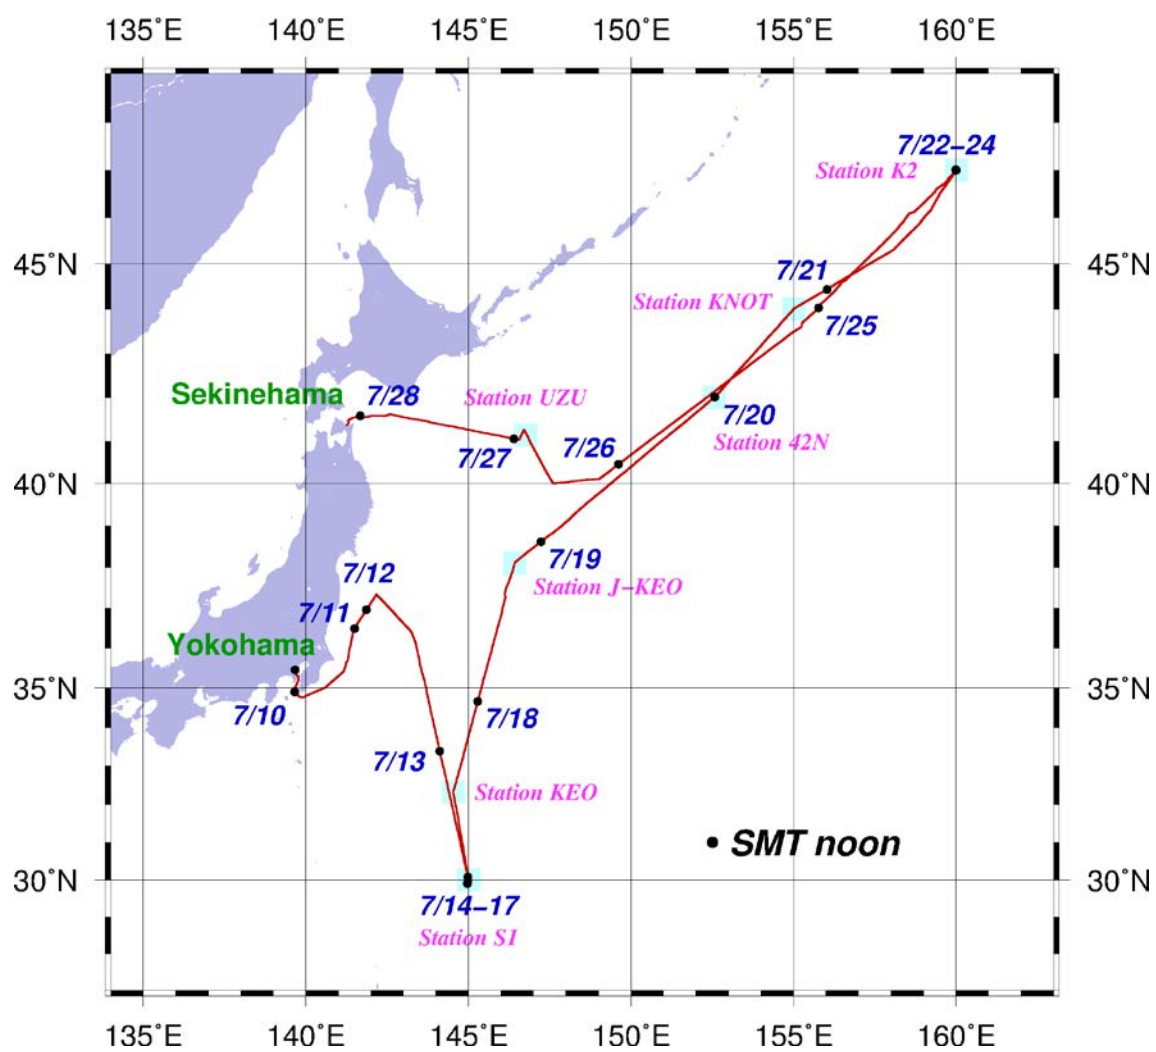 135°E 140°E 145°E 150°E 155°E 160°E
7/22–24
Station K2
45°N 45°N
7/21
Station KNOT
7/25
Sekinehama
7/28
Station UZU
7/20
Station 42N
7/26
7/27
40°N 40°N
7/19
7/12
Station J–KEO
7/11
Yokohama
35°N 35°N
7/10
7/18
7/13
Station KEO
SMT noon
30°N 30°N
7/14–17
Station S1
135°E 140°E 145°E 150°E 155°E 160°E